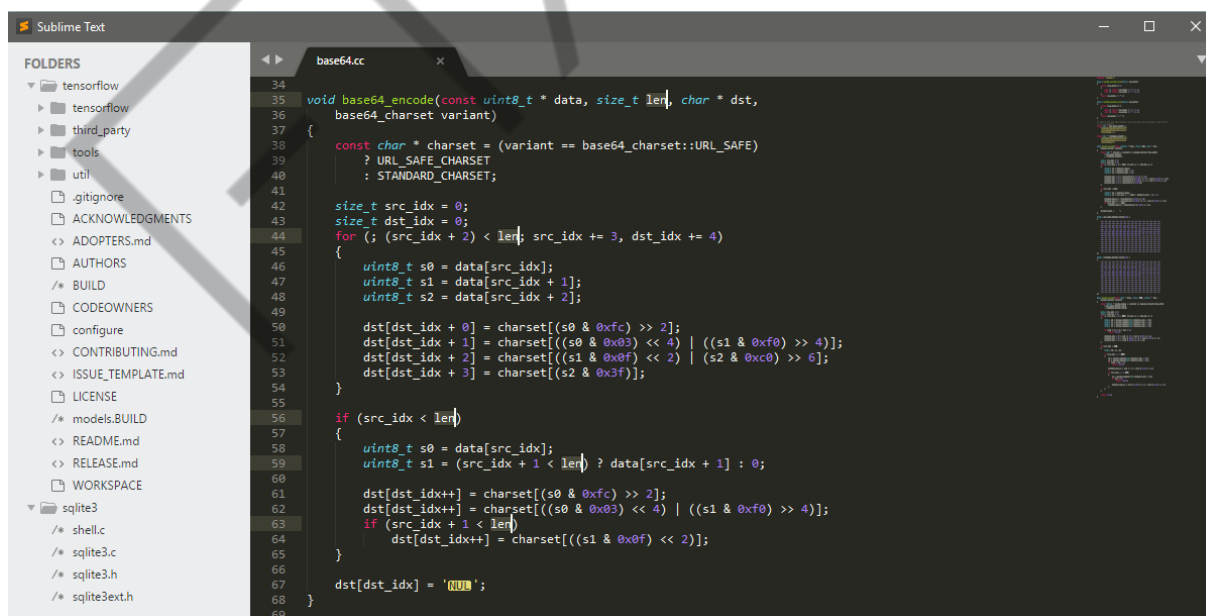 Sublime Text
FOLDERS
tensorflow
tensorflow
third_party
tools
util
.gitignore
ACKNOWLEDGMENTS
<> ADOPTERS.md
AUTHORS
/* BUILD
CODEOWNERS
configure
<> CONTRIBUTING.md
<> ISSUE_TEMPLATE.md
LICENSE
/* models.BUILD
<> README.md
<> RELEASE.md
WORKSPACE
sqlite3
/* shell.c
/* sqlite3.c
/* sqlite3.h
/* sqlite3ext.h
base64.cc ×
34
35 void base64_encode(const uint8_t * data, size_t len, char * dst,
36     base64_charset variant)
37 {
38     const char * charset = (variant == base64_charset::URL_SAFE)
39         ? URL_SAFE_CHARSET
40         : STANDARD_CHARSET;
41
42     size_t src_idx = 0;
43     size_t dst_idx = 0;
44     for (; (src_idx + 2) < len; src_idx += 3, dst_idx += 4)
45     {
46         uint8_t s0 = data[src_idx];
47         uint8_t s1 = data[src_idx + 1];
48         uint8_t s2 = data[src_idx + 2];
49
50         dst[dst_idx + 0] = charset[(s0 & 0xfc) >> 2];
51         dst[dst_idx + 1] = charset[((s0 & 0x03) << 4) | ((s1 & 0xf0) >> 4)];
52         dst[dst_idx + 2] = charset[((s1 & 0x0f) << 2) | (s2 & 0xc0) >> 6];
53         dst[dst_idx + 3] = charset[(s2 & 0x3f)];
54     }
55
56     if (src_idx < len)
57     {
58         uint8_t s0 = data[src_idx];
59         uint8_t s1 = (src_idx + 1 < len) ? data[src_idx + 1] : 0;
60
61         dst[dst_idx++] = charset[(s0 & 0xfc) >> 2];
62         dst[dst_idx++] = charset[((s0 & 0x03) << 4) | ((s1 & 0xf0) >> 4)];
63         if (src_idx + 1 < len)
64             dst[dst_idx++] = charset[((s1 & 0x0f) << 2)];
65     }
66
67     dst[dst_idx] = 'NUL';
68 }
69